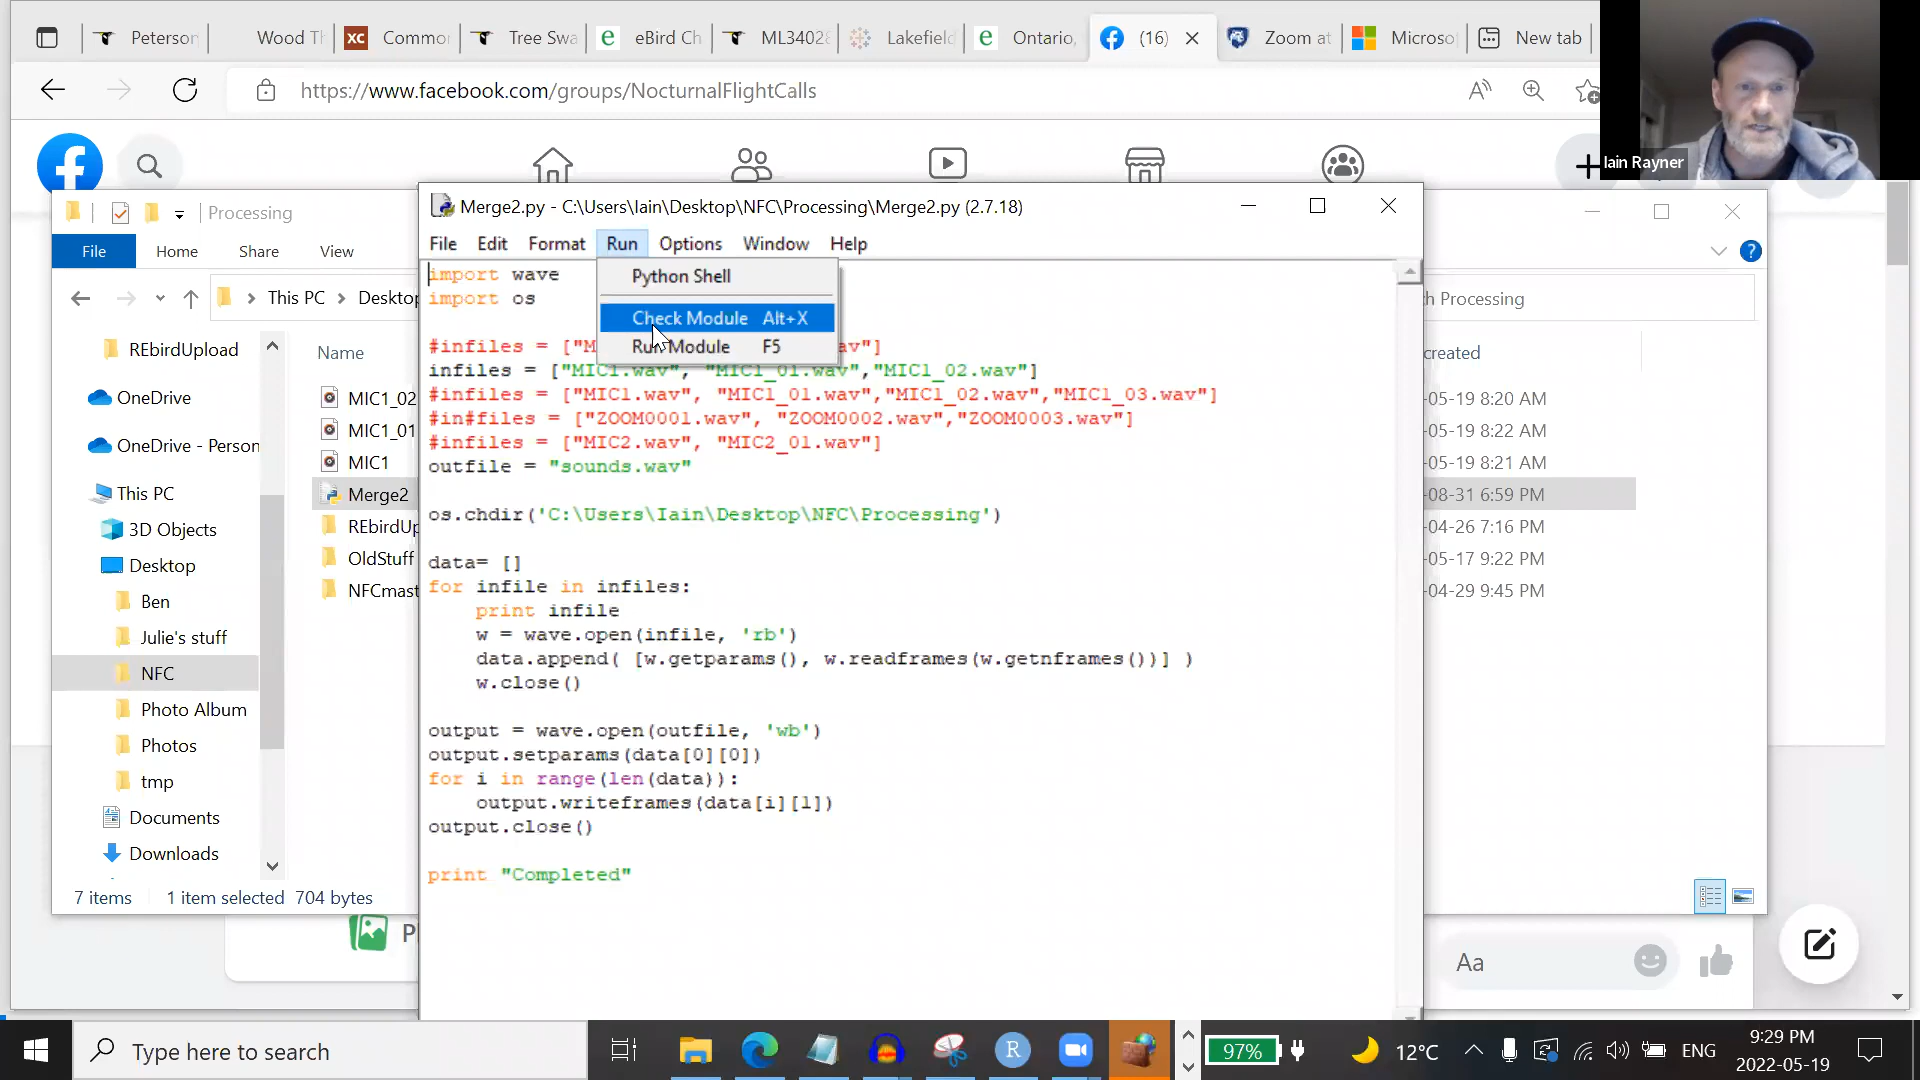 Peterson
Wood Th
XC Common
Tree Swa
eBird Ch
ML34028
Lakefield
Ontario,
(16)
Zoom at
Microso
New tab
https://www.facebook.com/groups/NocturnalFlightCalls
Iain Rayner
Processing
Merge2.py - C:\Users\Iain\Desktop\NFC\Processing\Merge2.py (2.7.18)
File Home Share View
File Edit Format Run Options Window Help
Python Shell
Check Module Alt+X
Run Module F5
This PC > Desktop
h Processing
REbirdUpload
OneDrive
OneDrive - Person
This PC
3D Objects
Desktop
Ben
Julie's stuff
NFC
Photo Album
Photos
tmp
Documents
Downloads
Name
MIC1_02
MIC1_01
MIC1
Merge2
REbirdUp
OldStuff
NFCmast
7 items 1 item selected 704 bytes
import wave
import os
#infiles = ["M av"]
infiles = ["MIC1.wav", "MIC1_01.wav","MIC1_02.wav"]
#infiles = ["MIC1.wav", "MIC1_01.wav","MIC1_02.wav","MIC1_03.wav"]
#in#files = ["ZOOM0001.wav", "ZOOM0002.wav","ZOOM0003.wav"]
#infiles = ["MIC2.wav", "MIC2_01.wav"]
outfile = "sounds.wav"
os.chdir('C:\Users\Iain\Desktop\NFC\Processing')
data= []
for infile in infiles:
print infile
w = wave.open(infile, 'rb')
data.append( [w.getparams(), w.readframes(w.getnframes())] )
w.close()
output = wave.open(outfile, 'wb')
output.setparams(data[0][0])
for i in range(len(data)):
output.writeframes(data[i][1])
output.close()
print "Completed"
created
-05-19 8:20 AM
-05-19 8:22 AM
-05-19 8:21 AM
-08-31 6:59 PM
-04-26 7:16 PM
-05-17 9:22 PM
-04-29 9:45 PM
Aa
Type here to search
97%
12°C
ENG
9:29 PM
2022-05-19